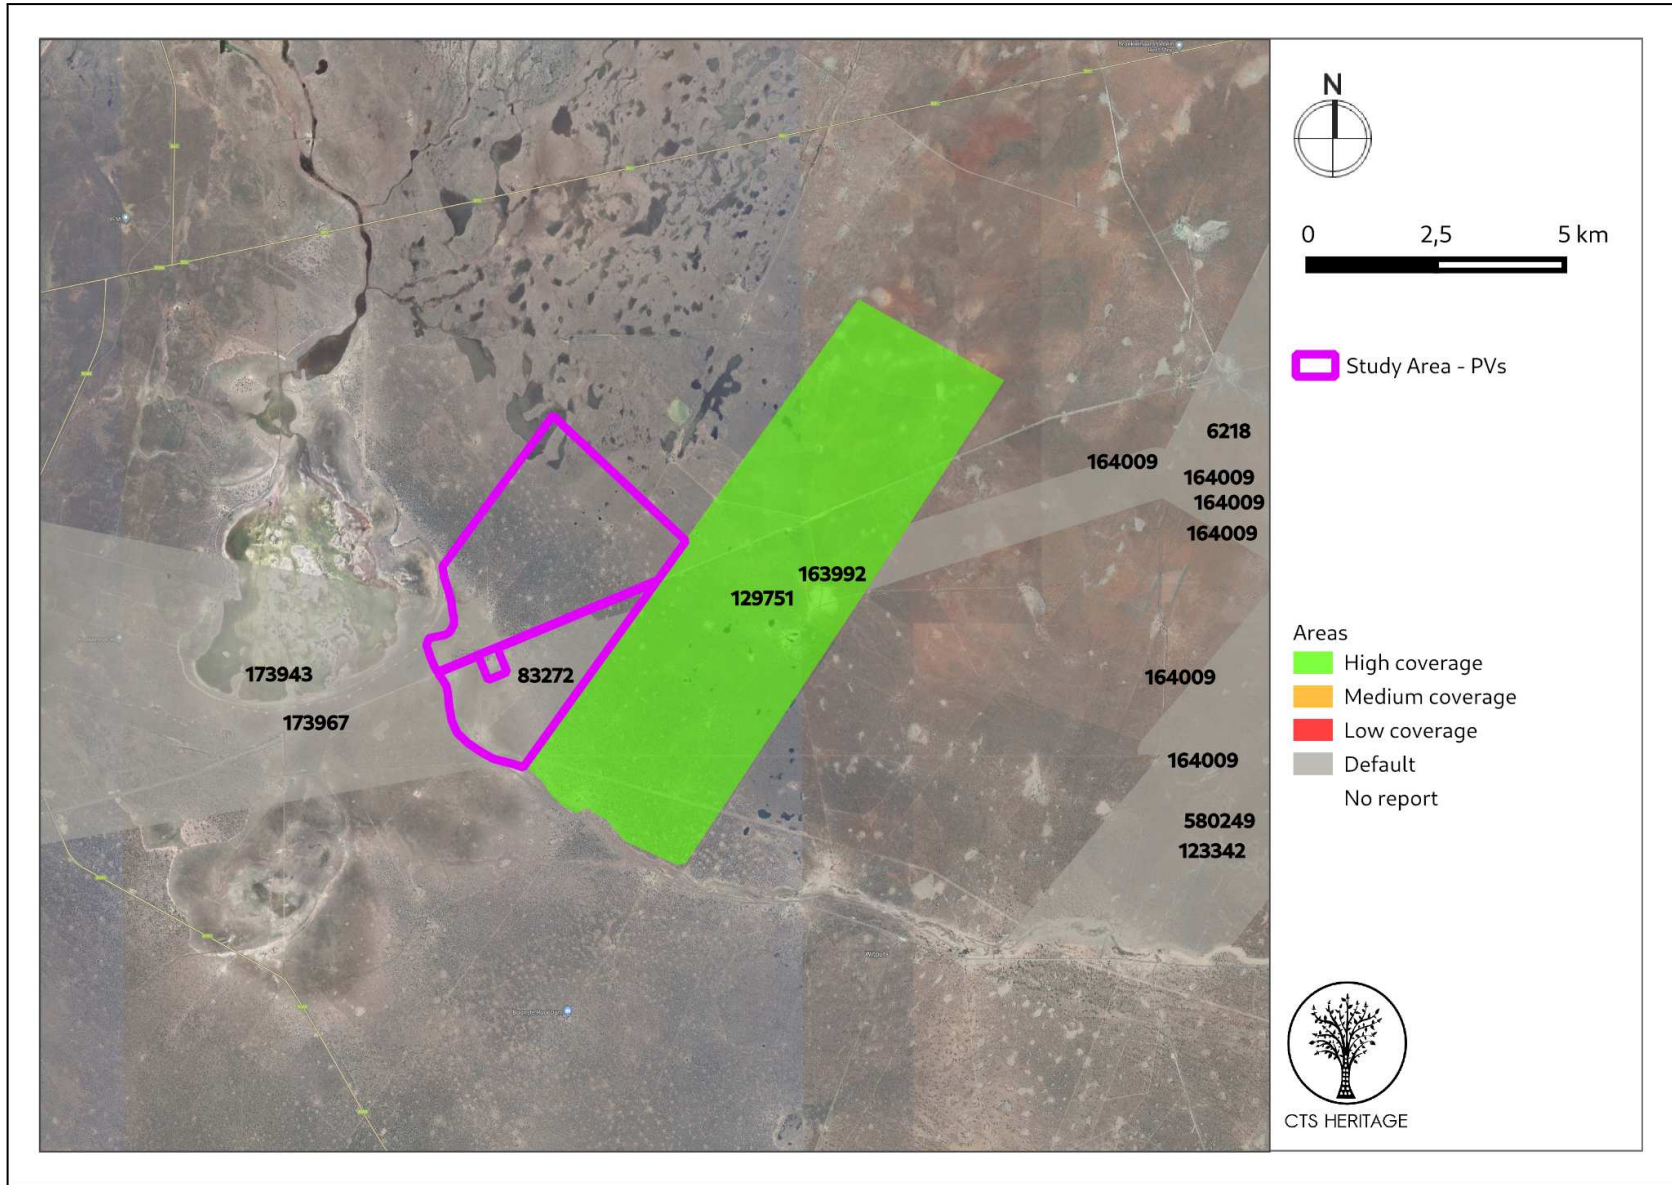 N
0 2,5 5 km
Study Area - PVs
6218
164009
164009
164009
164009
163992
129751
173943
83272
164009
173967
164009
580249
123342
Areas
High coverage
Medium coverage
Low coverage
Default
No report
CTS HERITAGE